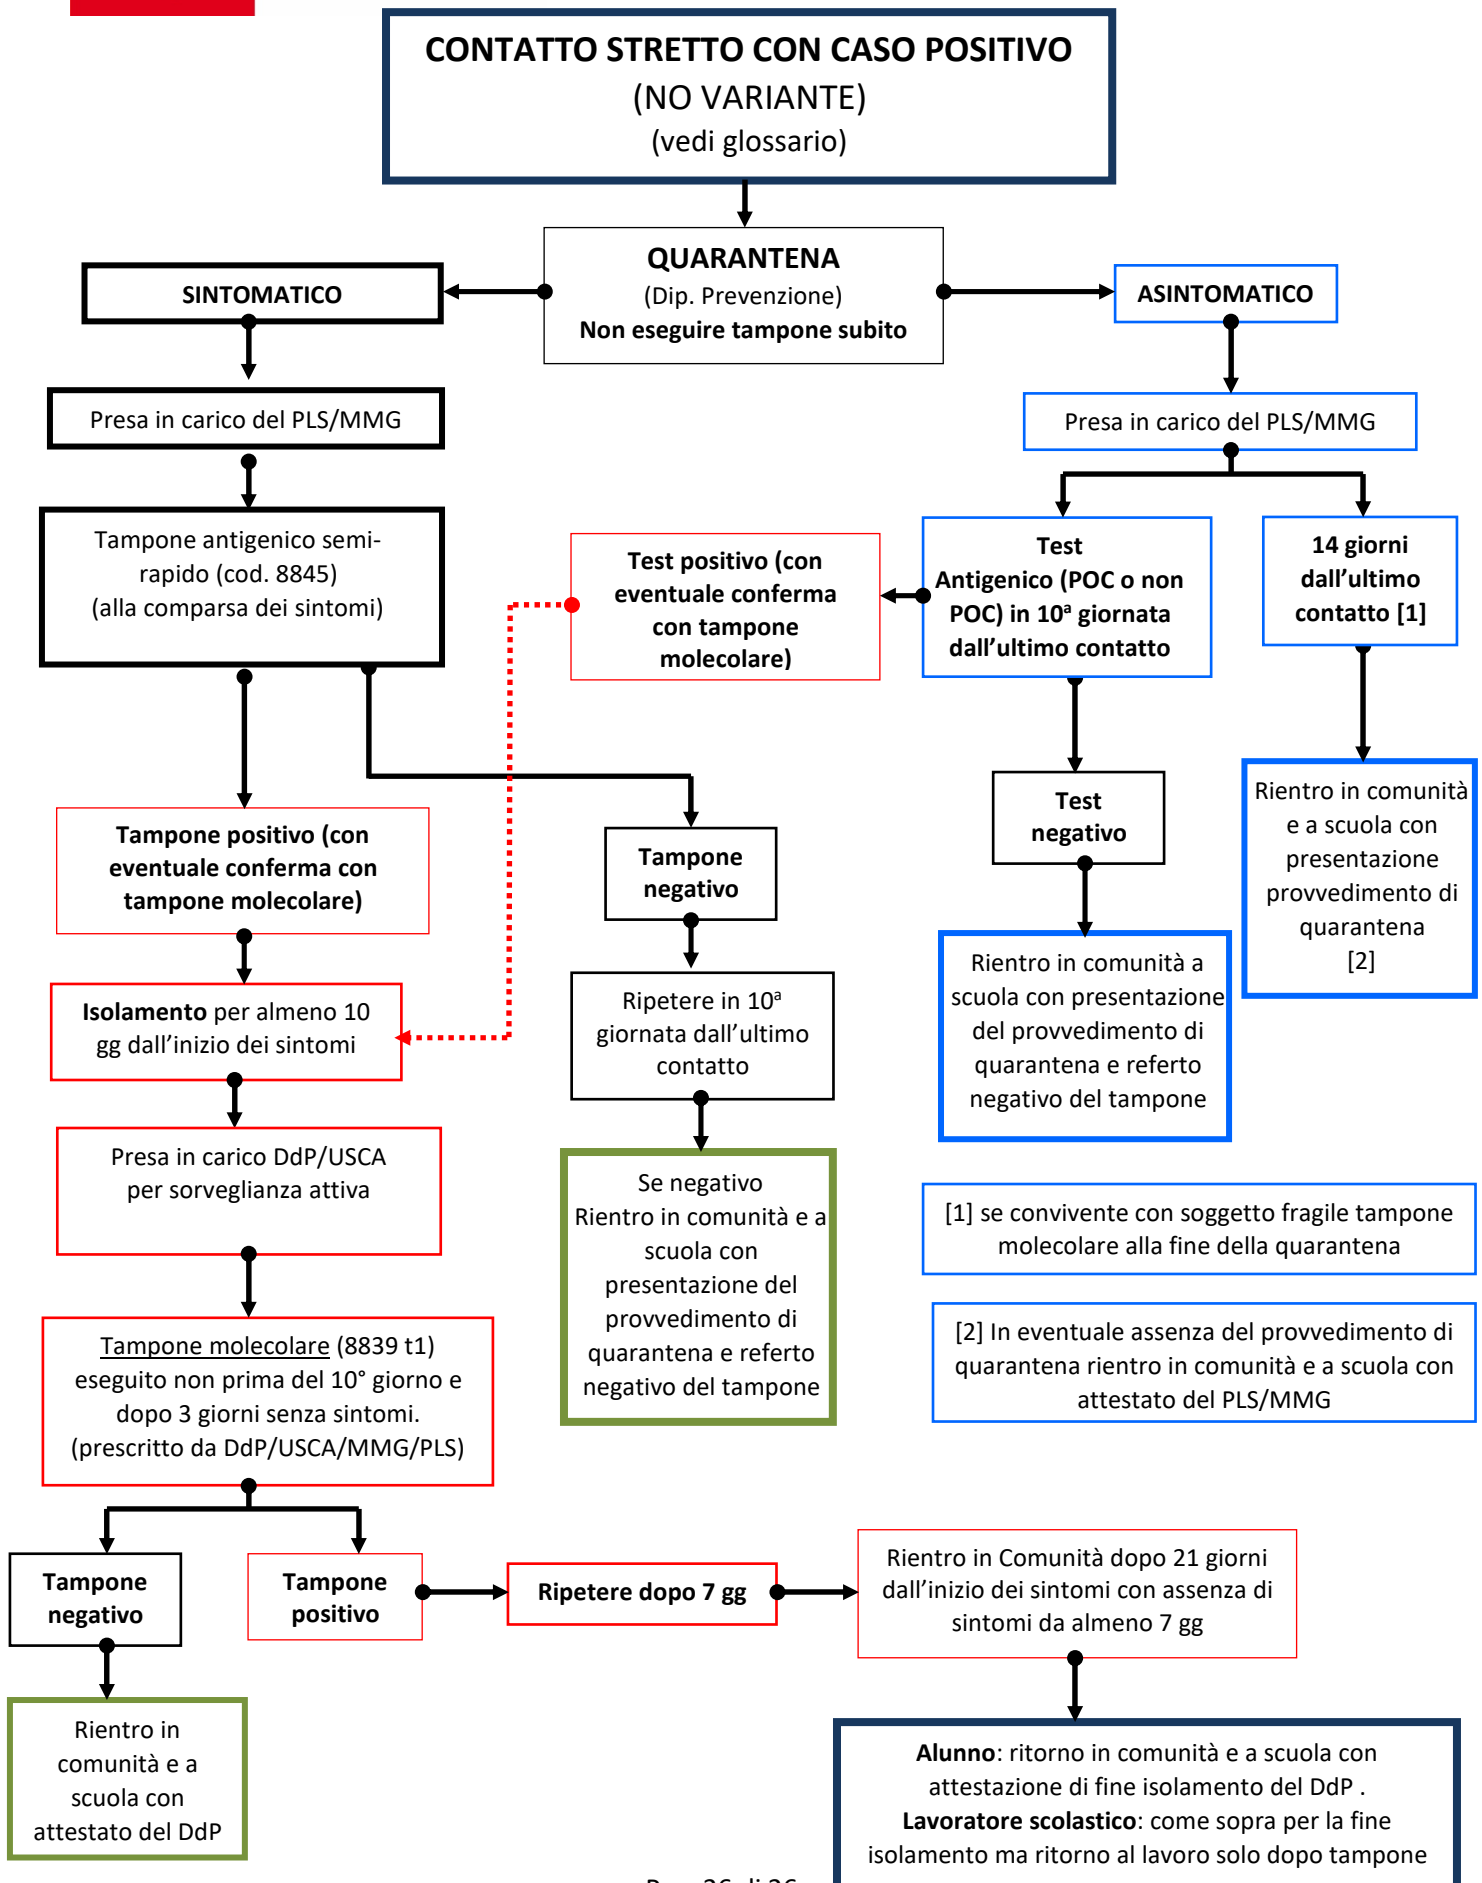 CONTATTO STRETTO CON CASO POSITIVO
(NO VARIANTE)
(vedi glossario)
QUARANTENA
(Dip. Prevenzione)
Non eseguire tampone subito
SINTOMATICO
ASINTOMATICO
Presa in carico del PLS/MMG
Presa in carico del PLS/MMG
Tampone antigenico semi-
rapido (cod. 8845)
(alla comparsa dei sintomi)
Test positivo (con
eventuale conferma
con tampone
molecolare)
Test
Antigenico (POC o non
POC) in 10ª giornata
dall’ultimo contatto
14 giorni
dall’ultimo
contatto [1]
Tampone positivo (con
eventuale conferma con
tampone molecolare)
Tampone
negativo
Test
negativo
Rientro in comunità
e a scuola con
presentazione
provvedimento di
quarantena
[2]
Isolamento per almeno 10
gg dall’inizio dei sintomi
Ripetere in 10ª
giornata dall’ultimo
contatto
Rientro in comunità a
scuola con presentazione
del provvedimento di
quarantena e referto
negativo del tampone
Presa in carico DdP/USCA
per sorveglianza attiva
Se negativo
Rientro in comunità e a
scuola con
presentazione del
provvedimento di
quarantena e referto
negativo del tampone
[1] se convivente con soggetto fragile tampone
molecolare alla fine della quarantena
[2] In eventuale assenza del provvedimento di
quarantena rientro in comunità e a scuola con
attestato del PLS/MMG
Tampone molecolare (8839 t1)
eseguito non prima del 10° giorno e
dopo 3 giorni senza sintomi.
(prescritto da DdP/USCA/MMG/PLS)
Tampone
negativo
Tampone
positivo
Ripetere dopo 7 gg
Rientro in Comunità dopo 21 giorni
dall’inizio dei sintomi con assenza di
sintomi da almeno 7 gg
Rientro in
comunità e a
scuola con
attestato del DdP
Alunno: ritorno in comunità e a scuola con
attestazione di fine isolamento del DdP .
Lavoratore scolastico: come sopra per la fine
isolamento ma ritorno al lavoro solo dopo tampone